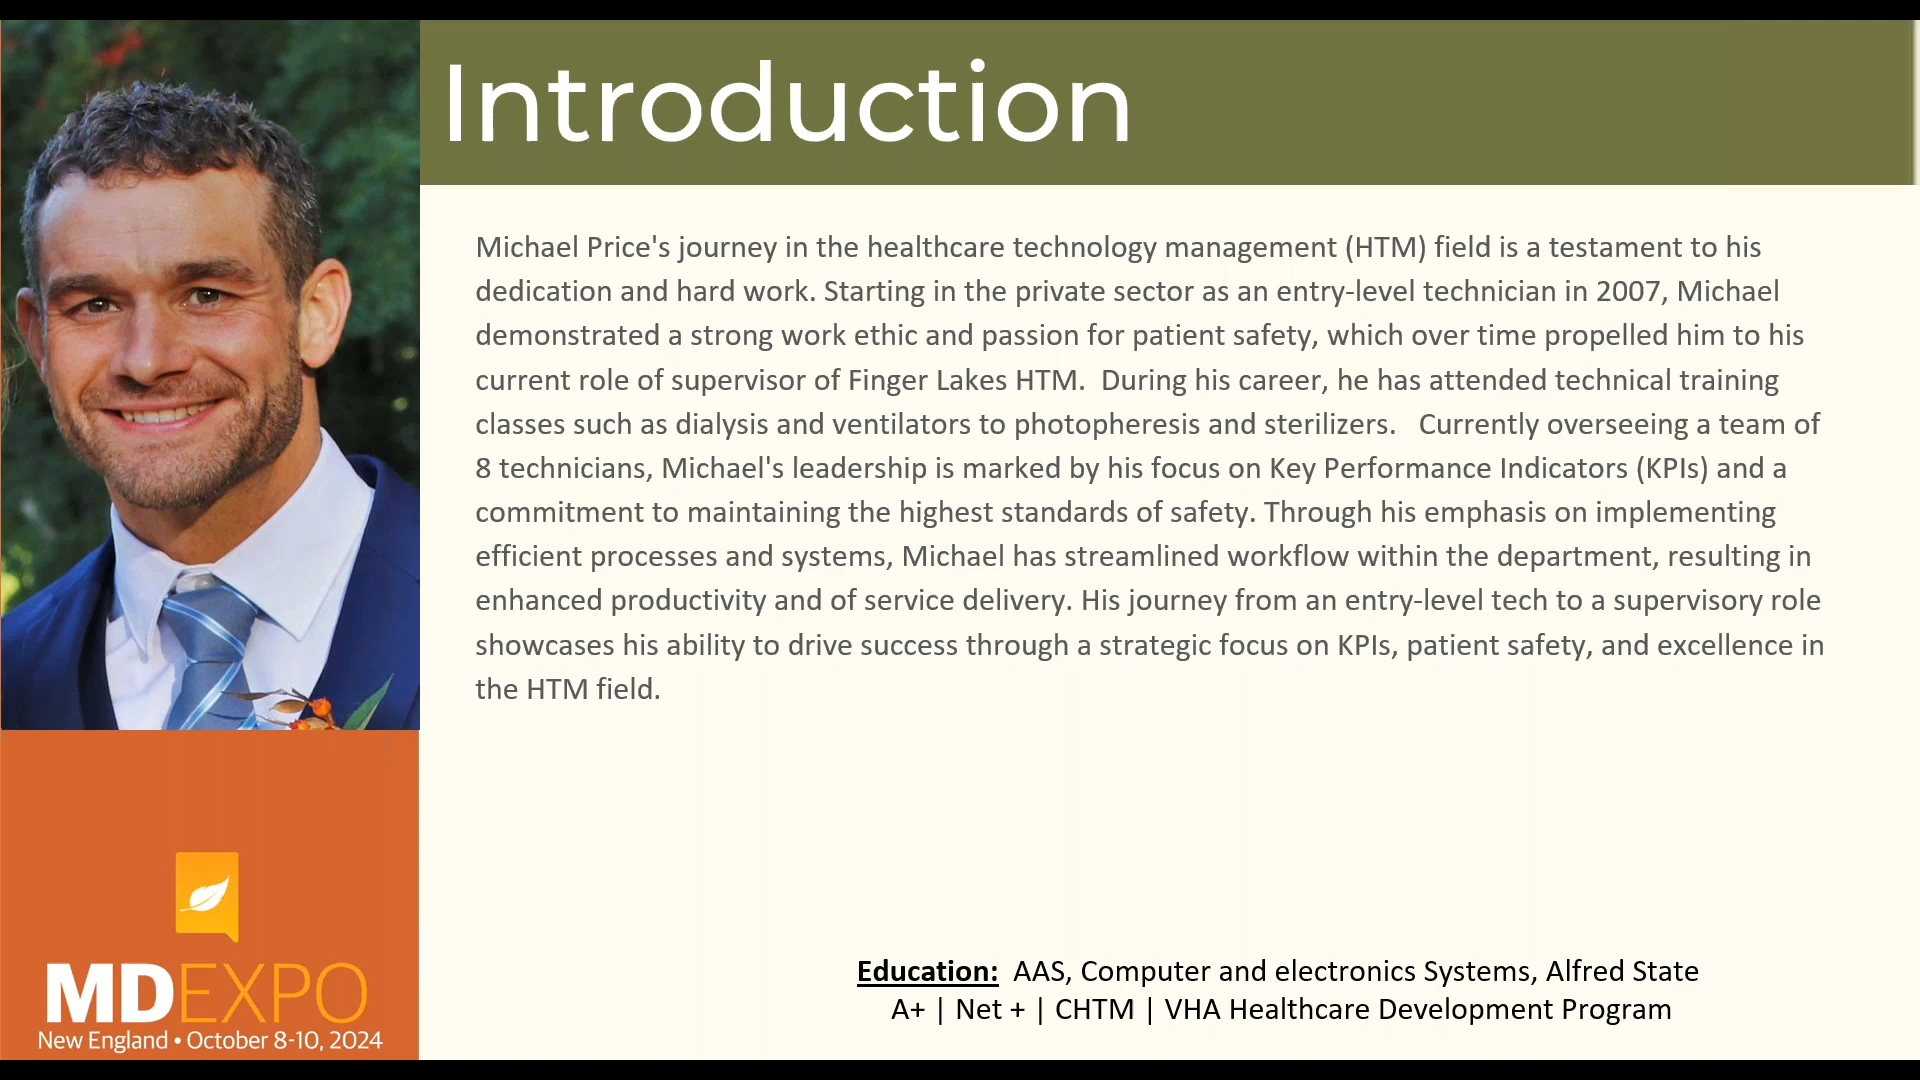 Introduction
Michael Price's journey in the healthcare technology management (HTM) field is a testament to his
dedication and hard work. Starting in the private sector as an entry-level technician in 2007, Michael
demonstrated a strong work ethic and passion for patient safety, which over time propelled him to his
current role of supervisor of Finger Lakes HTM.  During his career, he has attended technical training
classes such as dialysis and ventilators to photopheresis and sterilizers.   Currently overseeing a team of
8 technicians, Michael's leadership is marked by his focus on Key Performance Indicators (KPIs) and a
commitment to maintaining the highest standards of safety. Through his emphasis on implementing
efficient processes and systems, Michael has streamlined workflow within the department, resulting in
enhanced productivity and of service delivery. His journey from an entry-level tech to a supervisory role
showcases his ability to drive success through a strategic focus on KPIs, patient safety, and excellence in
the HTM field.
Education:  AAS, Computer and electronics Systems, Alfred State
A+ | Net + | CHTM | VHA Healthcare Development Program
MDEXPO
New England • October 8-10, 2024